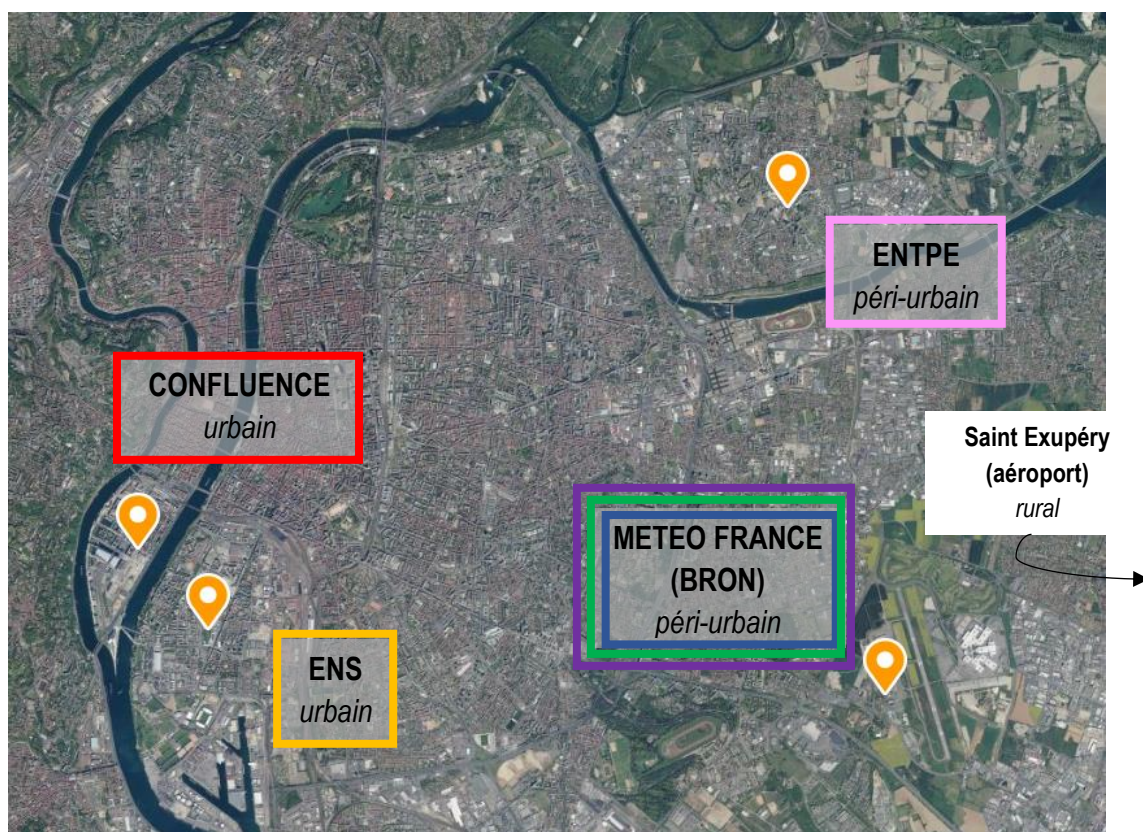 ENTPE
péri-urbain
CONFLUENCE
urbain
Saint Exupéry
(aéroport)
rural
METEO FRANCE
(BRON)
péri-urbain
ENS
urbain